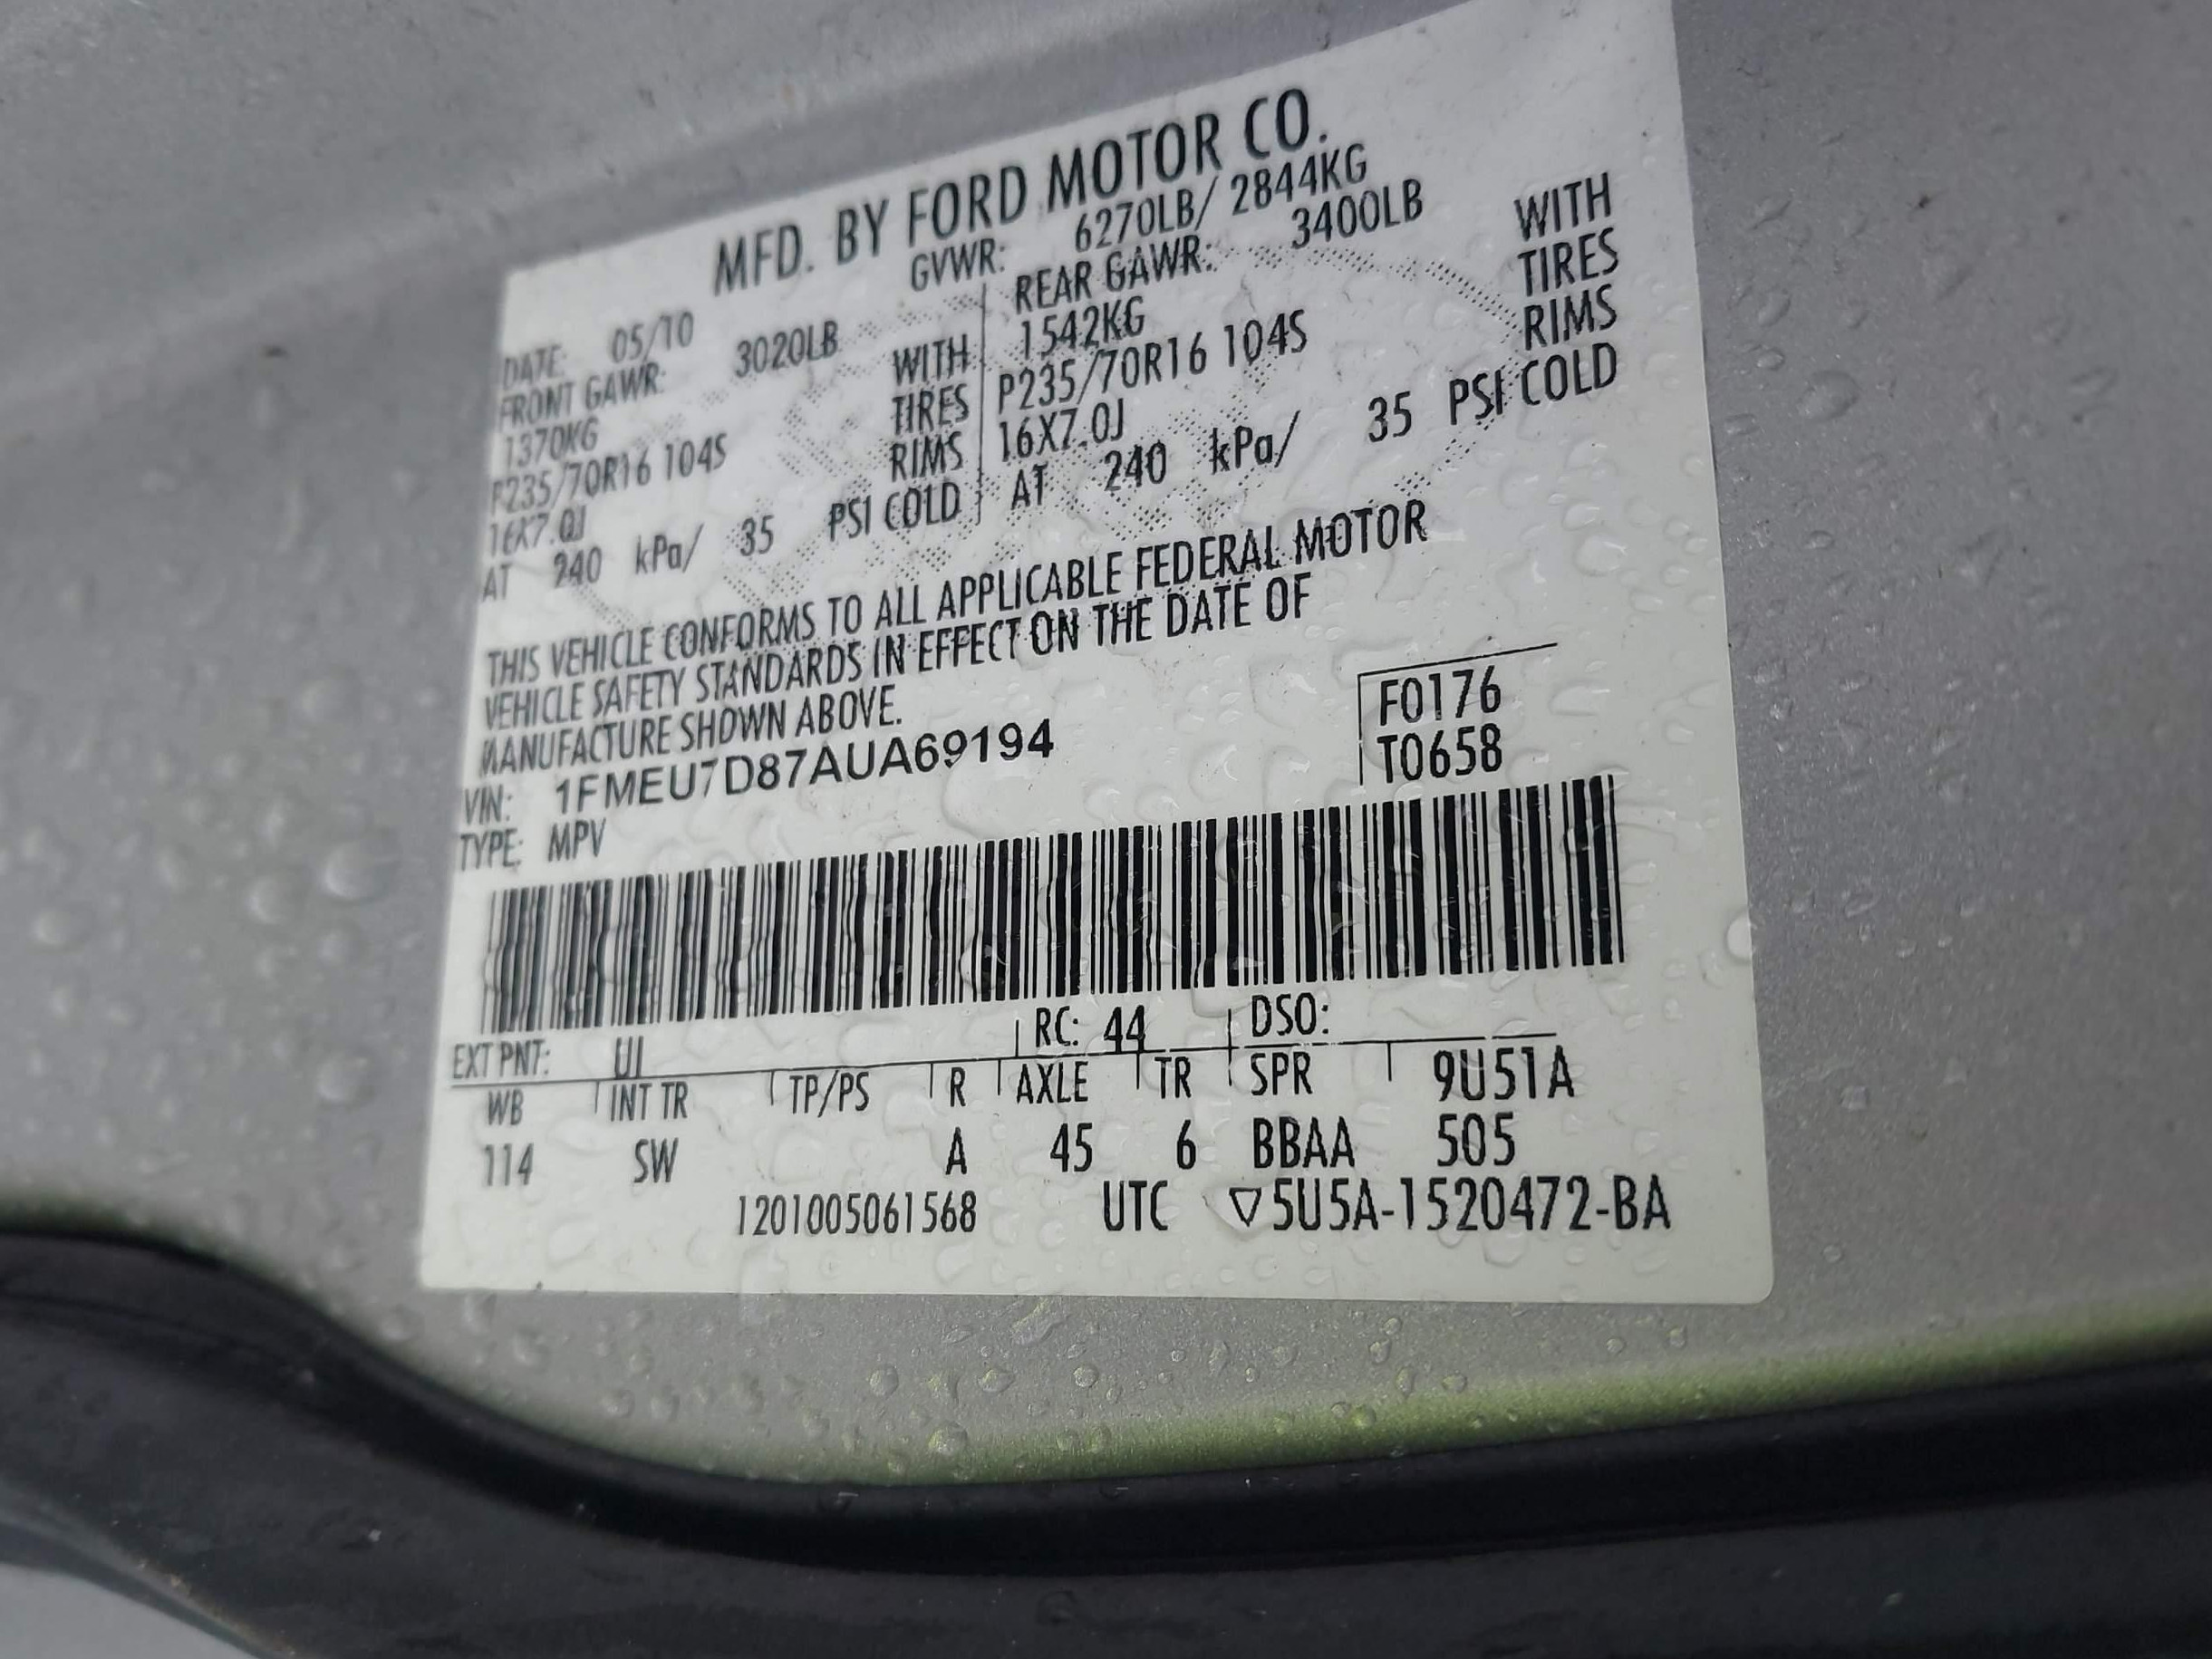 MFD. BY FORD MOTOR CO.
DATE: 05/10 GVWR: 6270LB/ 2844KG
FRONT GAWR: 3020LB REAR GAWR: 3400LB
1370KG WITH 1542KG WITH
P235/70R16 104S TIRES P235/70R16 104S TIRES
16X7.0J RIMS 16X7.0J RIMS
AT 240 kPa/ 35 PSI COLD AT 240 kPa/ 35 PSI COLD
THIS VEHICLE CONFORMS TO ALL APPLICABLE FEDERAL MOTOR
VEHICLE SAFETY STANDARDS IN EFFECT ON THE DATE OF
MANUFACTURE SHOWN ABOVE.
VIN: 1FMEU7D87AUA69194 F0176
TYPE: MPV T0658
EXT PNT: UI RC: 44 DSO:
WB INT TR TP/PS R AXLE TR SPR 9U51A
114 SW A 45 6 BBAA 505
1201005061568 UTC ▽5U5A-1520472-BA